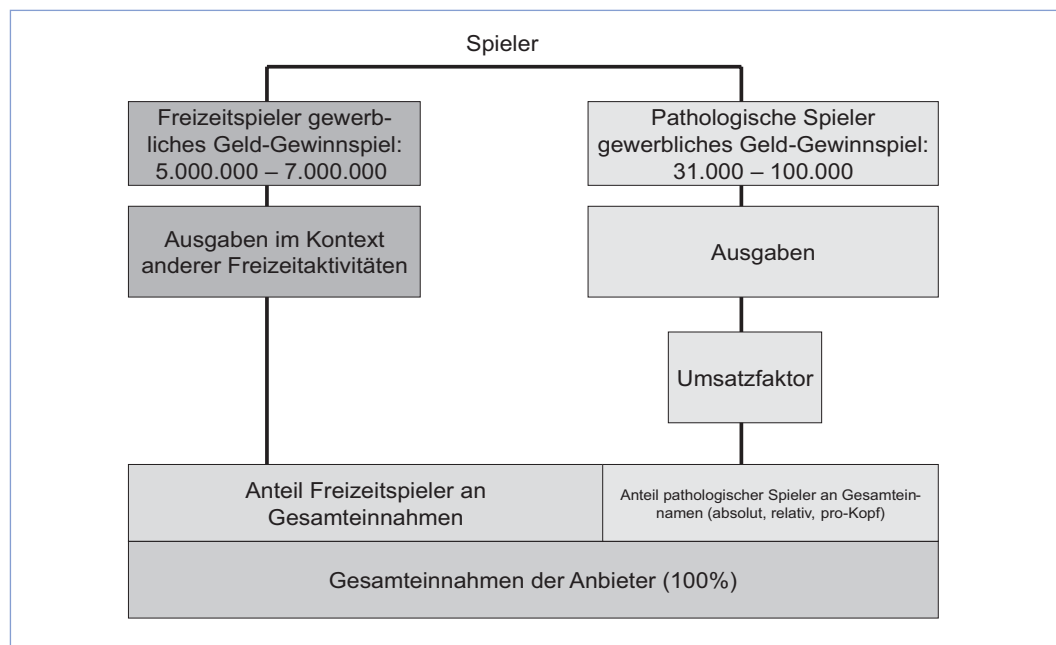 Spieler
Freizeitspieler gewerb-
liches Geld-Gewinnspiel:
5.000.000 – 7.000.000
Pathologische Spieler
gewerbliches Geld-Gewinnspiel:
31.000 – 100.000
Ausgaben im Kontext
anderer Freizeitaktivitäten
Ausgaben
Umsatzfaktor
Anteil Freizeitspieler an
Gesamteinnahmen
Anteil pathologischer Spieler an Gesamtein-
namen (absolut, relativ, pro-Kopf)
Gesamteinnahmen der Anbieter (100%)